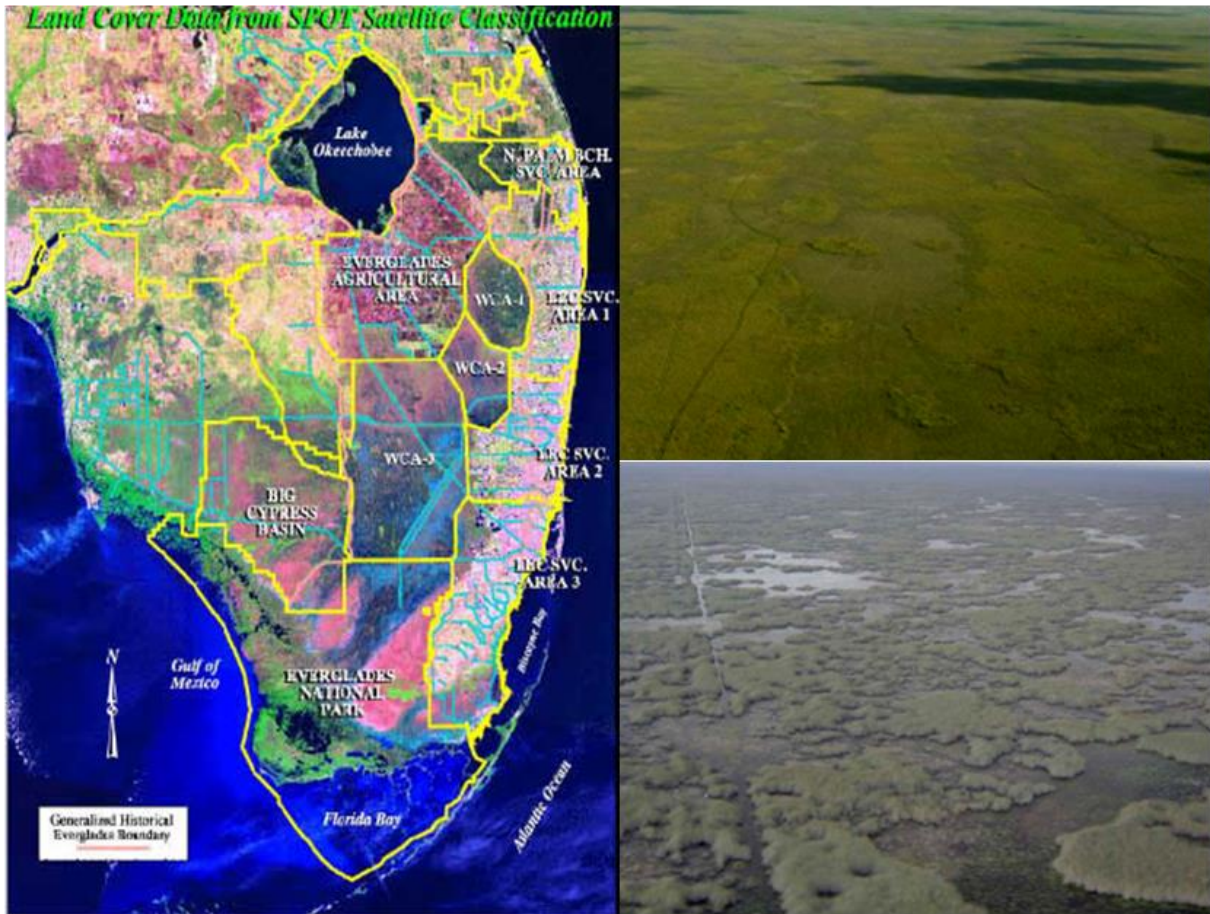 Land Cover Data from SPOT Satellite Classification
Lake
Okeechobee
N. PALM BCH.
SVC. AREA
EVERGLADES
AGRICULTURAL
AREA
WCA-1
LEC SVC.
AREA 1
WCA-2
WCA-3
LEC SVC.
AREA 2
BIG
CYPRESS
BASIN
LEC SVC.
AREA 3
Biscayne Bay
N
S
Gulf of
Mexico
EVERGLADES
NATIONAL
PARK
Florida Bay
Atlantic Ocean
Generalized Historical
Everglades Boundary